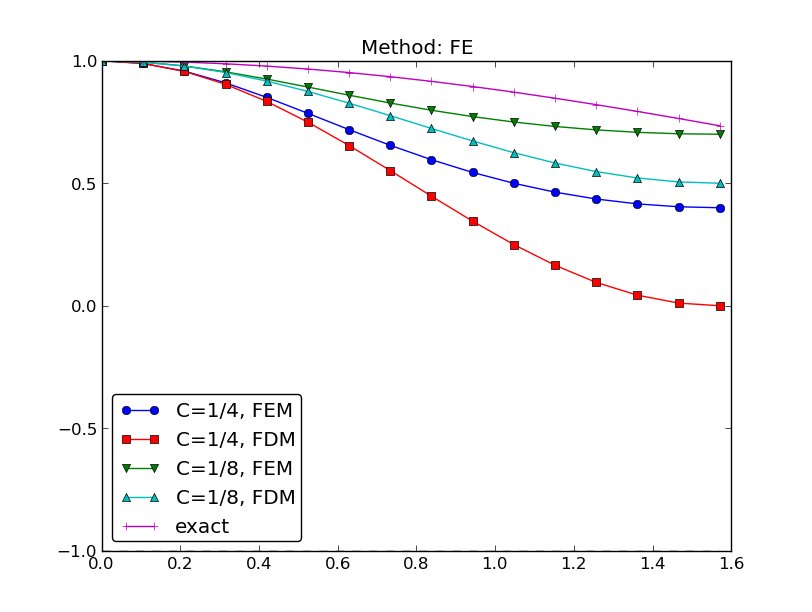 Method: FE
1.0
0.5
0.0
−0.5
−1.0
C=1/4, FEM
C=1/4, FDM
C=1/8, FEM
C=1/8, FDM
exact
0.0 0.2 0.4 0.6 0.8 1.0 1.2 1.4 1.6